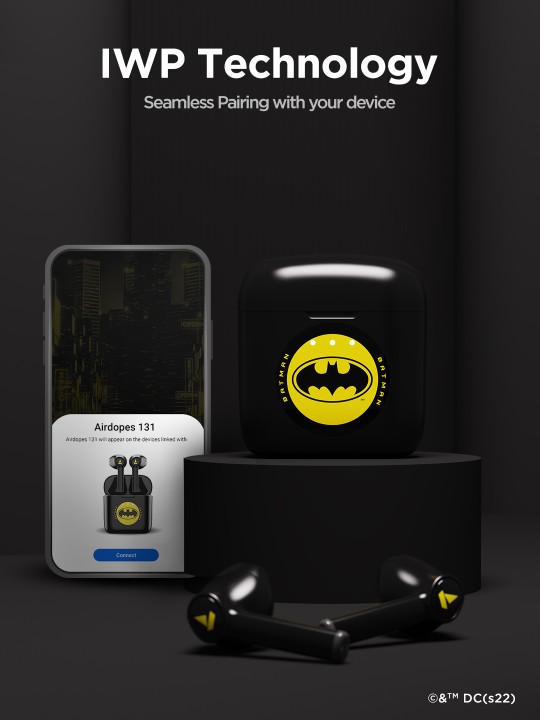 IWP Technology
Seamless Pairing with your device
BATMAN
BATMAN
Airdopes 131
Airdopes 131 will appear on the devices linked with
Connect
©&™ DC(s22)